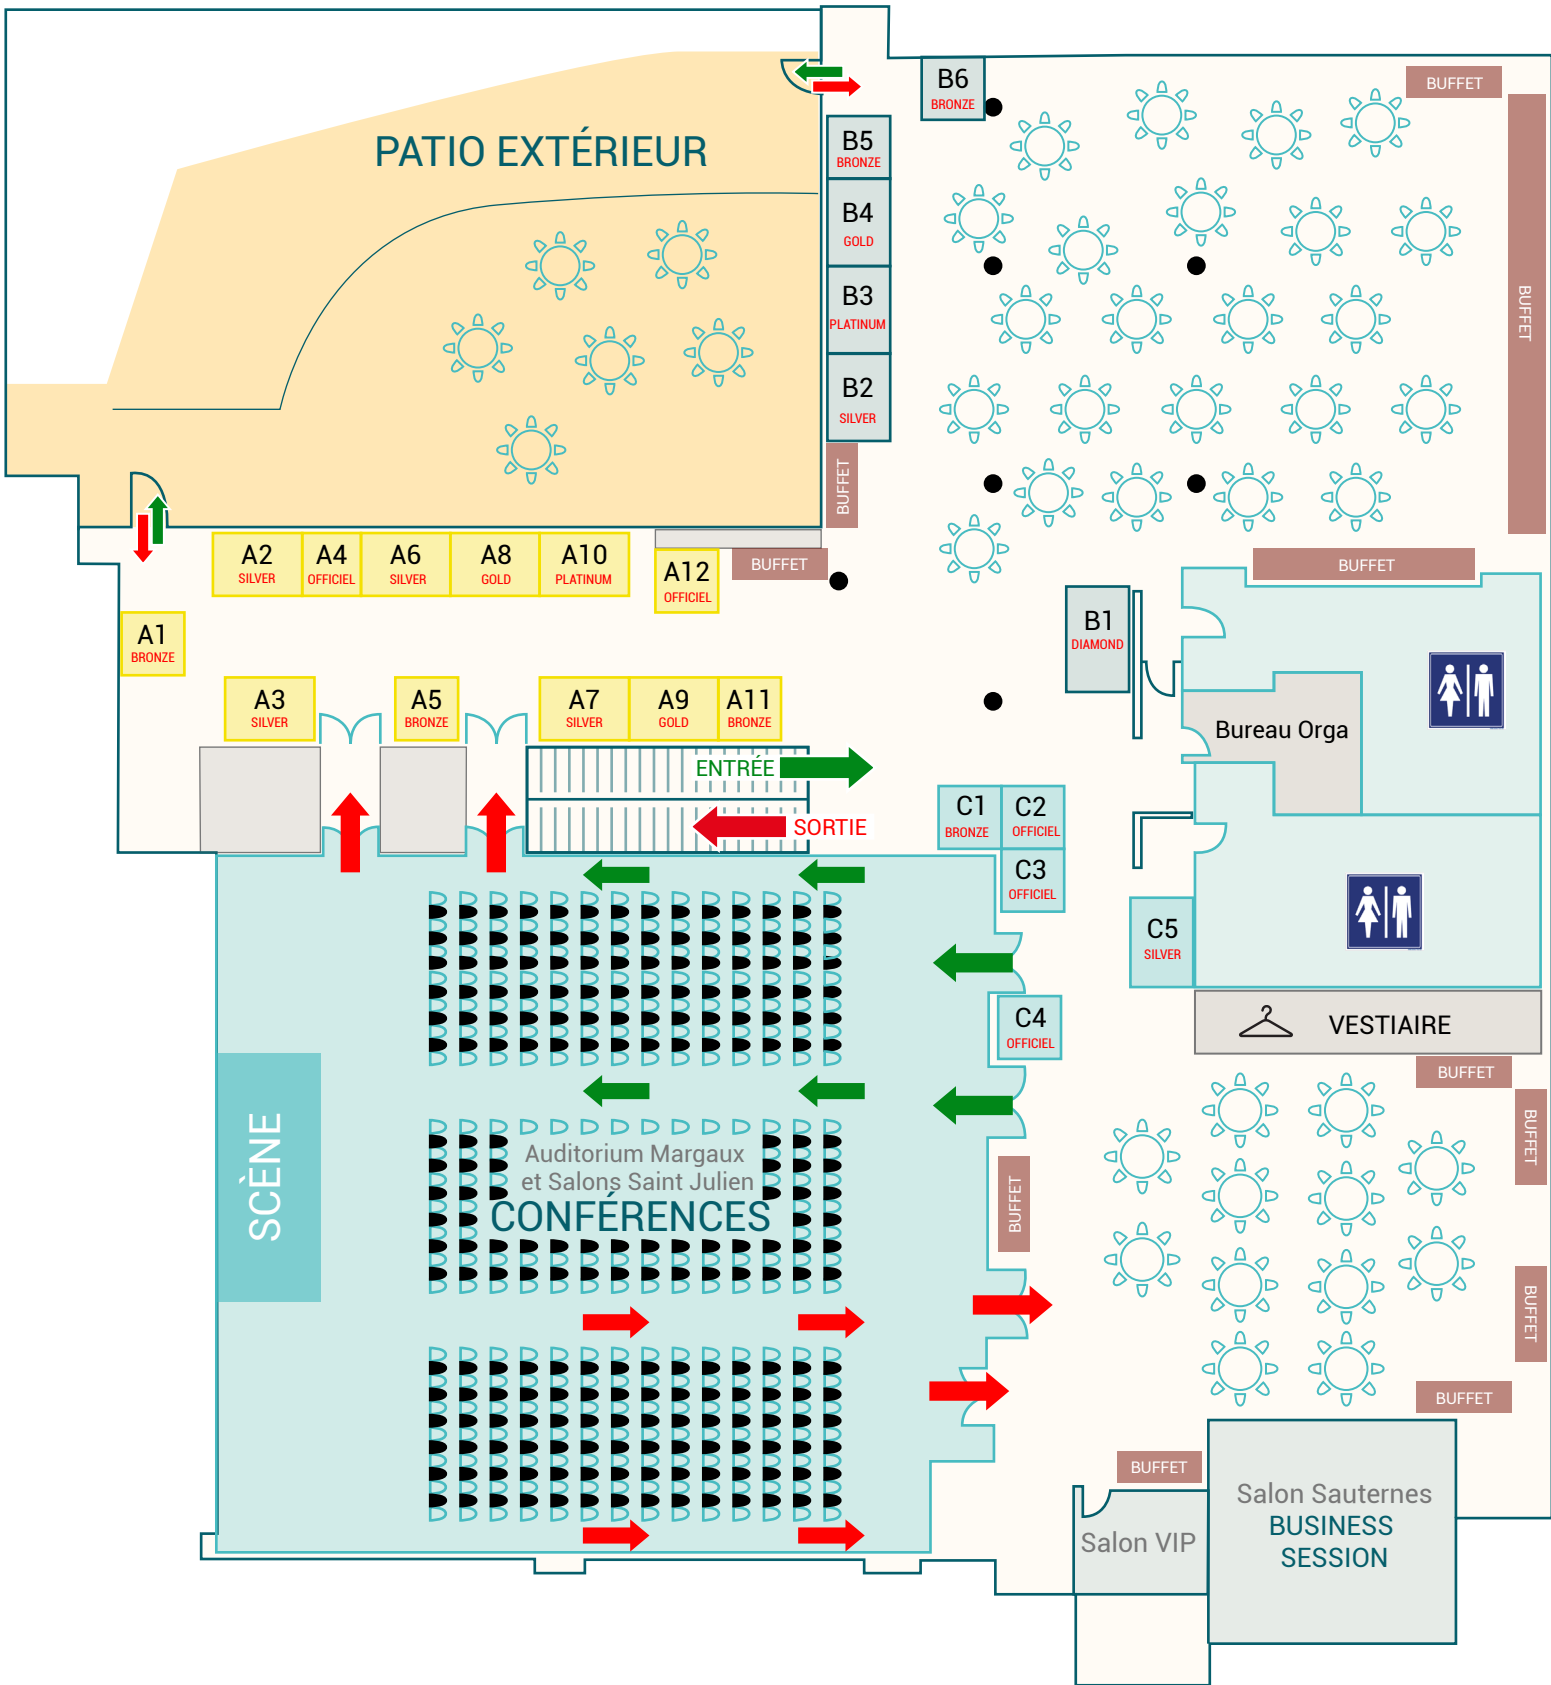 PATIO EXTÉRIEUR
B6
BRONZE
BUFFET
B5
BRONZE
B4
GOLD
B3
PLATINUM
B2
SILVER
BUFFET
BUFFET
A2
SILVER
A4
OFFICIEL
A6
SILVER
A8
GOLD
A10
PLATINUM
A12
OFFICIEL
BUFFET
BUFFET
A1
BRONZE
B1
DIAMOND
A3
SILVER
A5
BRONZE
A7
SILVER
A9
GOLD
A11
BRONZE
Bureau Orga
ENTRÉE
SORTIE
C1
BRONZE
C2
OFFICIEL
C3
OFFICIEL
C5
SILVER
C4
OFFICIEL
VESTIAIRE
BUFFET
BUFFET
SCÈNE
Auditorium Margaux
et Salons Saint Julien
CONFÉRENCES
BUFFET
BUFFET
BUFFET
BUFFET
Salon VIP
Salon Sauternes
BUSINESS
SESSION